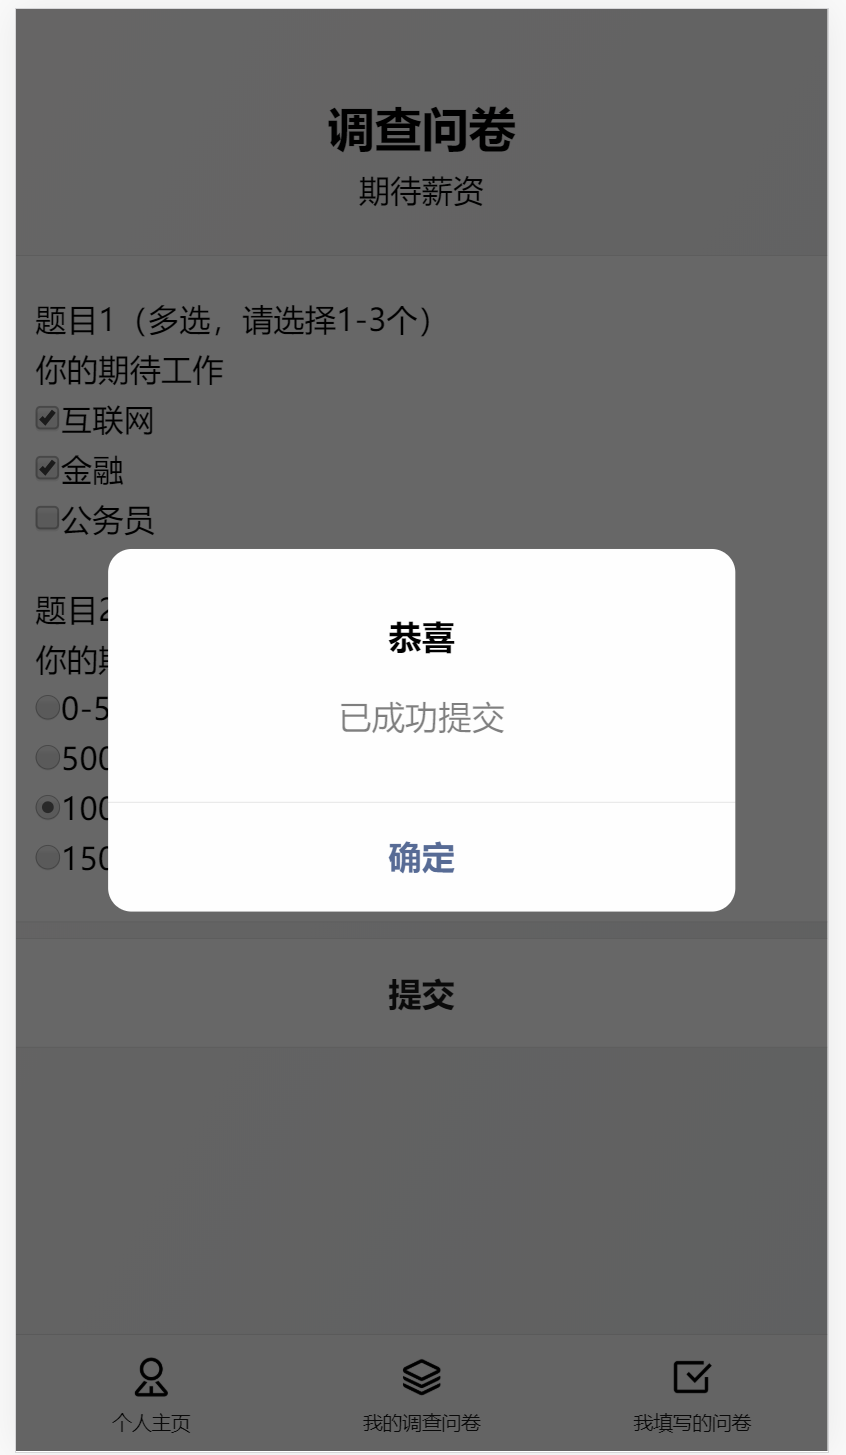 调查问卷
期待薪资
题目1（多选，请选择1-3个）
你的期待工作
互联网
金融
公务员
题目2
你的
0-5
500
100
150
恭喜
已成功提交
确定
提交
个人主页
我的调查问卷
我填写的问卷